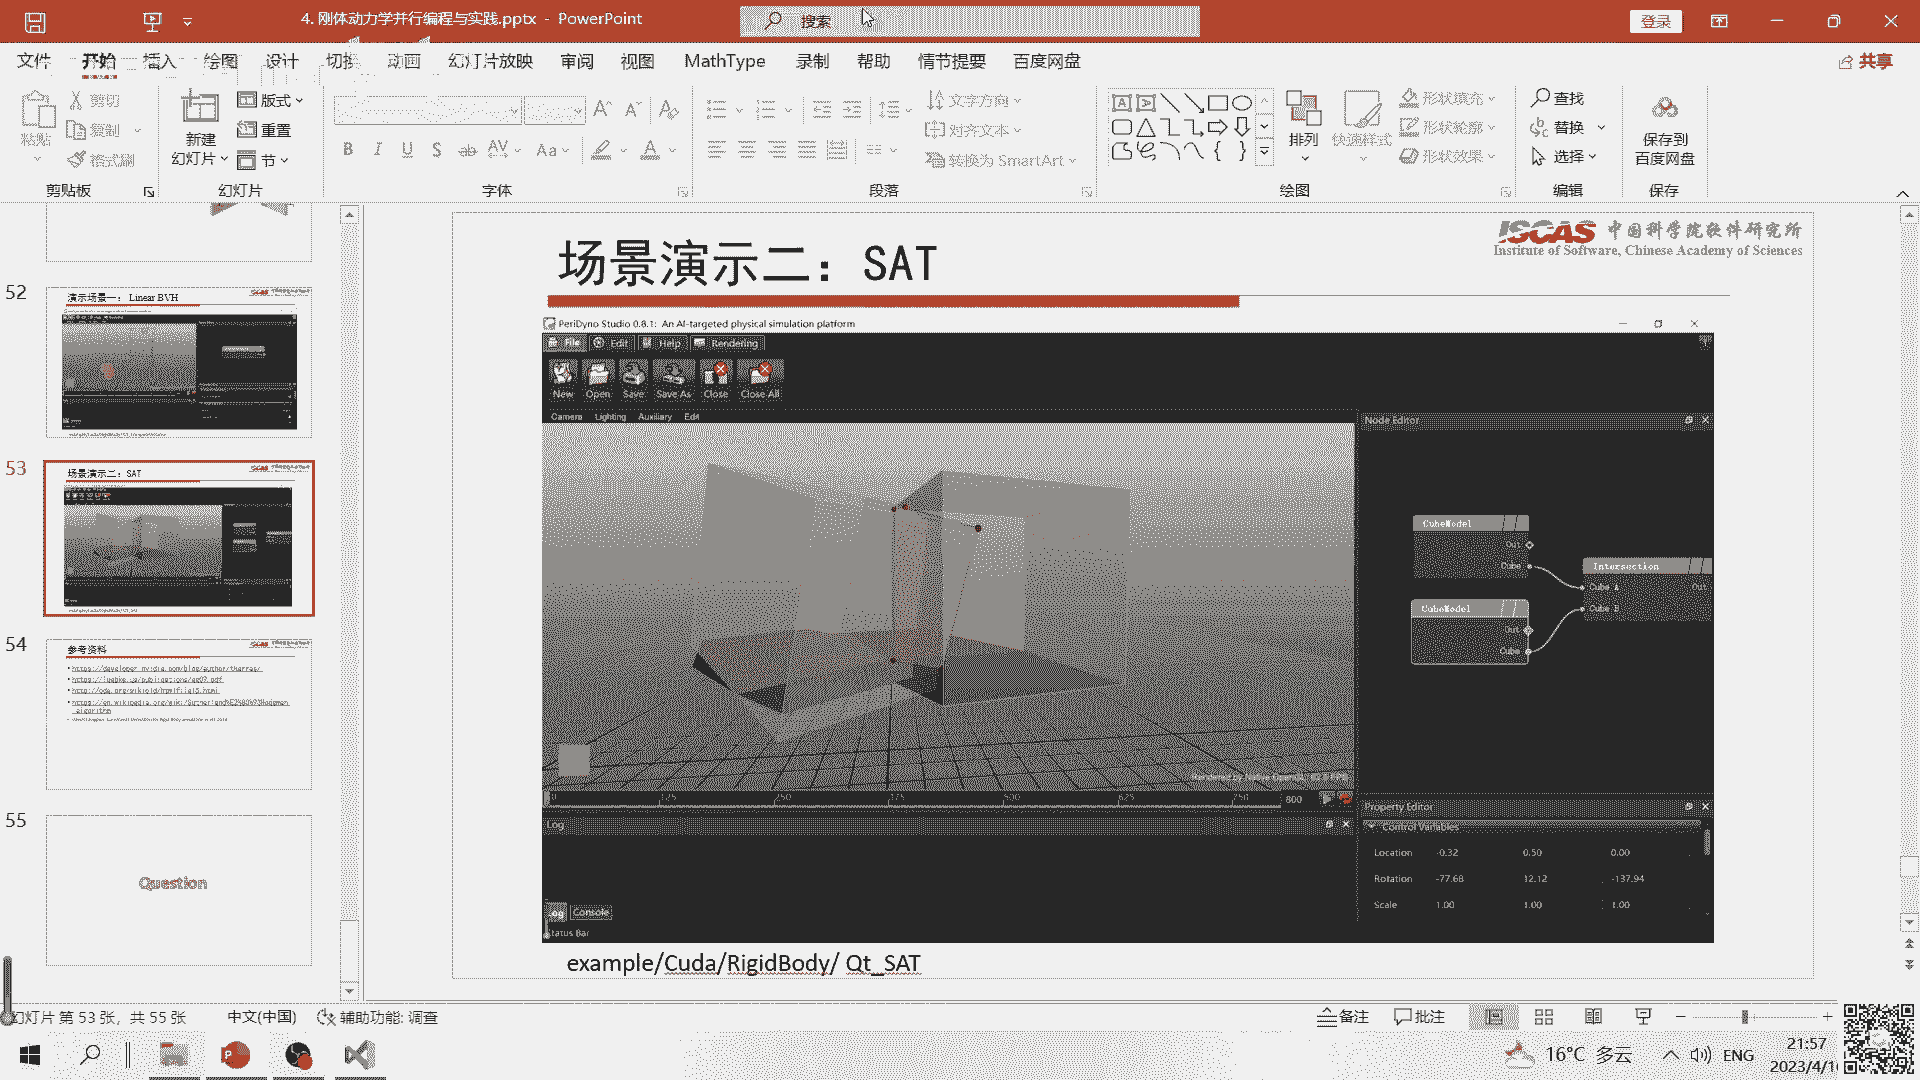 4. 刚体动力学并行编程与实践.pptx - PowerPoint
搜索
登录
文件 开始 插入 绘图 设计 切换 动画 幻灯片放映 审阅 视图 MathType 录制 帮助 情节提要 百度网盘
共享
粘贴
剪切
复制
格式刷
剪贴板
新建
幻灯片
版式
重置
节
幻灯片
B I U S ab AV Aa A
字体
文字方向
对齐文本
转换为 SmartArt
段落
排列
快速样式
形状填充
形状轮廓
形状效果
绘图
查找
替换
选择
编辑
保存到
百度网盘
保存
52
演示场景一： Linear BVH
53
场景演示二：SAT
54
参考资料
55
Question
场景演示二：SAT
ISCAS 中国科学院软件研究所
Institute of Software, Chinese Academy of Sciences
PeriDyno Studio 0.8.1: An AI-targeted physical simulation platform
File Edit Help Rendering
New Open Save Save As Close Close All
Camera Lighting Auxiliary Edit
Node Editor
CubeModel
Out
Cube
CubeModel
Out
Cube
Intersection
Cube A Out
Cube B
Rendered by Native OpenGL
0 125 250 375 500 625 750 800
Log
Log Console
Status Bar
Property Editor
Control Variables
Location -0.32 0.50 0.00
Rotation -77.68 12.12 -137.94
Scale 1.00 1.00 1.00
example/Cuda/RigidBody/ Qt_SAT
幻灯片 第 53 张，共 55 张 中文(中国) 辅助功能: 调查
备注 批注
16°C 多云
ENG
21:57
2023/4/1